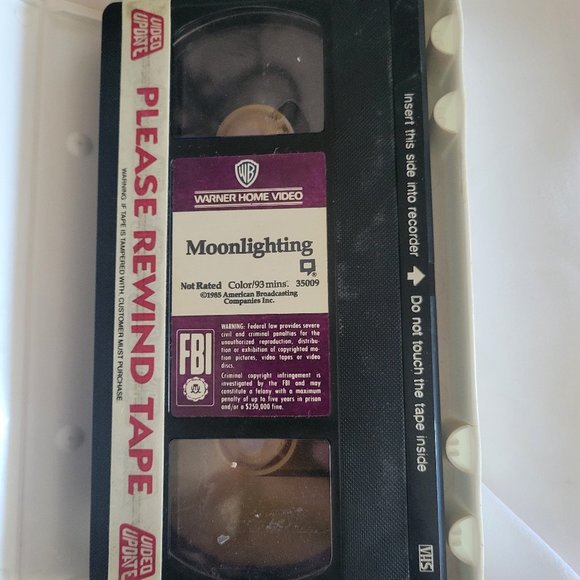 VIDEO
UPDATE
PLEASE REWIND TAPE
WARNING: IF TAPE IS TAMPERED WITH, CUSTOMER MUST PURCHASE
VIDEO
UPDATE
WB
WARNER HOME VIDEO
Moonlighting
®
Not Rated Color/93 mins. 35009
©1985 American Broadcasting
Companies Inc.
FBI
WARNING: Federal law provides severe
civil and criminal penalties for the
unauthorized reproduction, distribu-
tion or exhibition of copyrighted mo-
tion pictures, video tapes or video
discs.
Criminal copyright infringement is
investigated by the FBI and may
constitute a felony with a maximum
penalty of up to five years in prison
and/or a $250,000 fine.
Insert this side into recorder ➡ Do not touch the tape inside
VHS